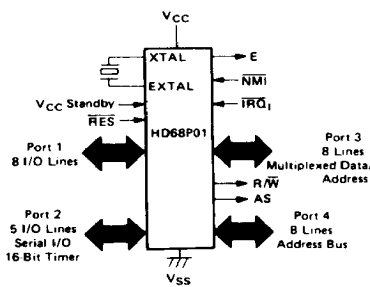 VCC
XTAL
E
EXTAL
NMI
VCC Standby
IRQ1
RES
HD68P01
Port 1
8 I/O Lines
Port 3
8 Lines
Multiplexed Data/
Address
R/W
AS
Port 2
5 I/O Lines
Serial I/O
16-Bit Timer
Port 4
8 Lines
Address Bus
VSS